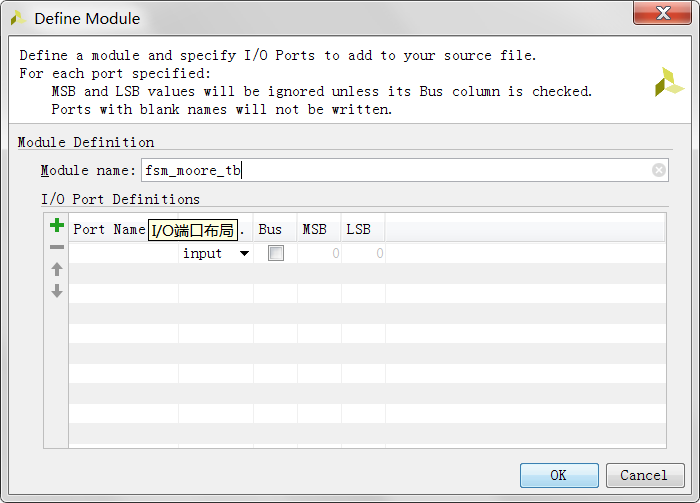 Define Module
Define a module and specify I/O Ports to add to your source file.
For each port specified:
MSB and LSB values will be ignored unless its Bus column is checked.
Ports with blank names will not be written.
Module Definition
Module name: fsm_moore_tb
I/O Port Definitions
Port Name I/O端口布局. Bus MSB LSB
input 0 0
OK Cancel